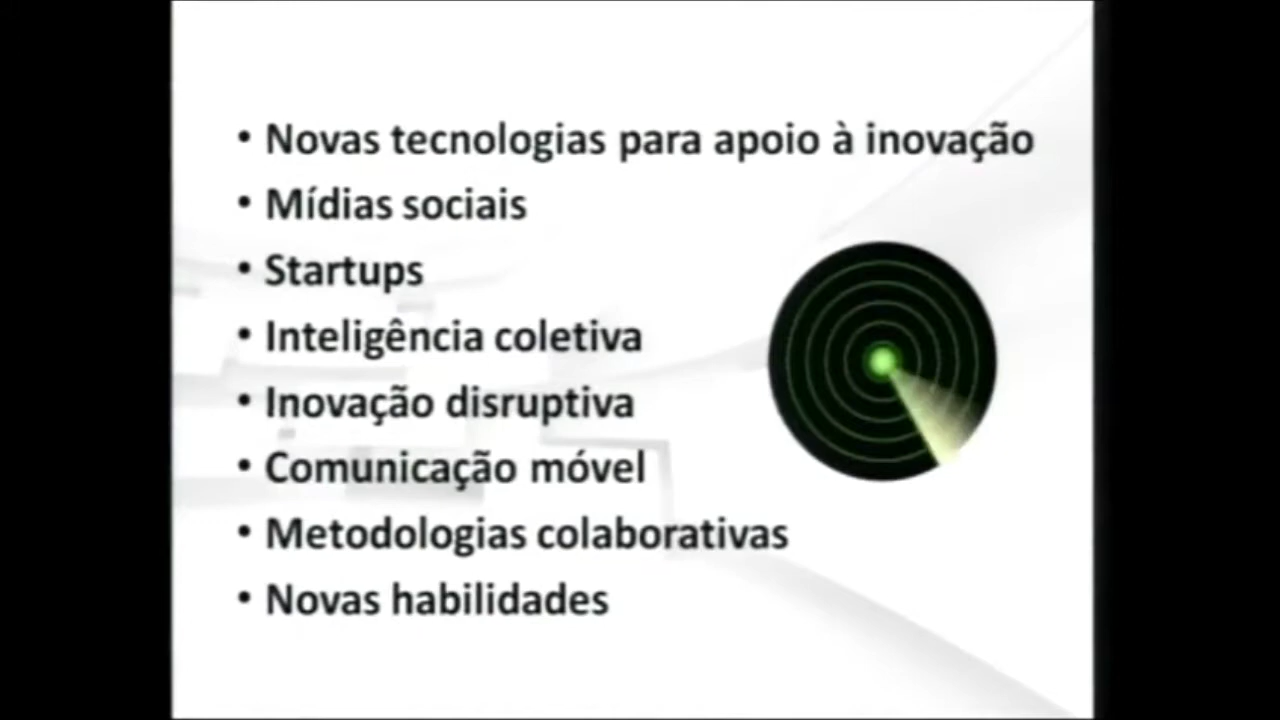 • Novas tecnologias para apoio à inovação
• Mídias sociais
• Startups
• Inteligência coletiva
• Inovação disruptiva
• Comunicação móvel
• Metodologias colaborativas
• Novas habilidades